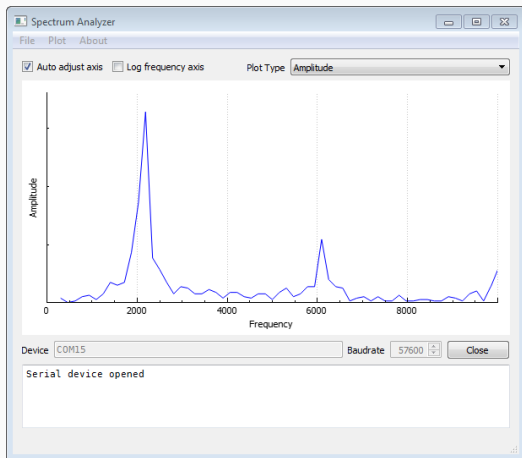 Spectrum Analyzer
File Plot About
Auto adjust axis Log frequency axis Plot Type Amplitude
Amplitude
0 2000 4000 6000 8000
Frequency
Device COM15 Baudrate 57600 Close
Serial device opened